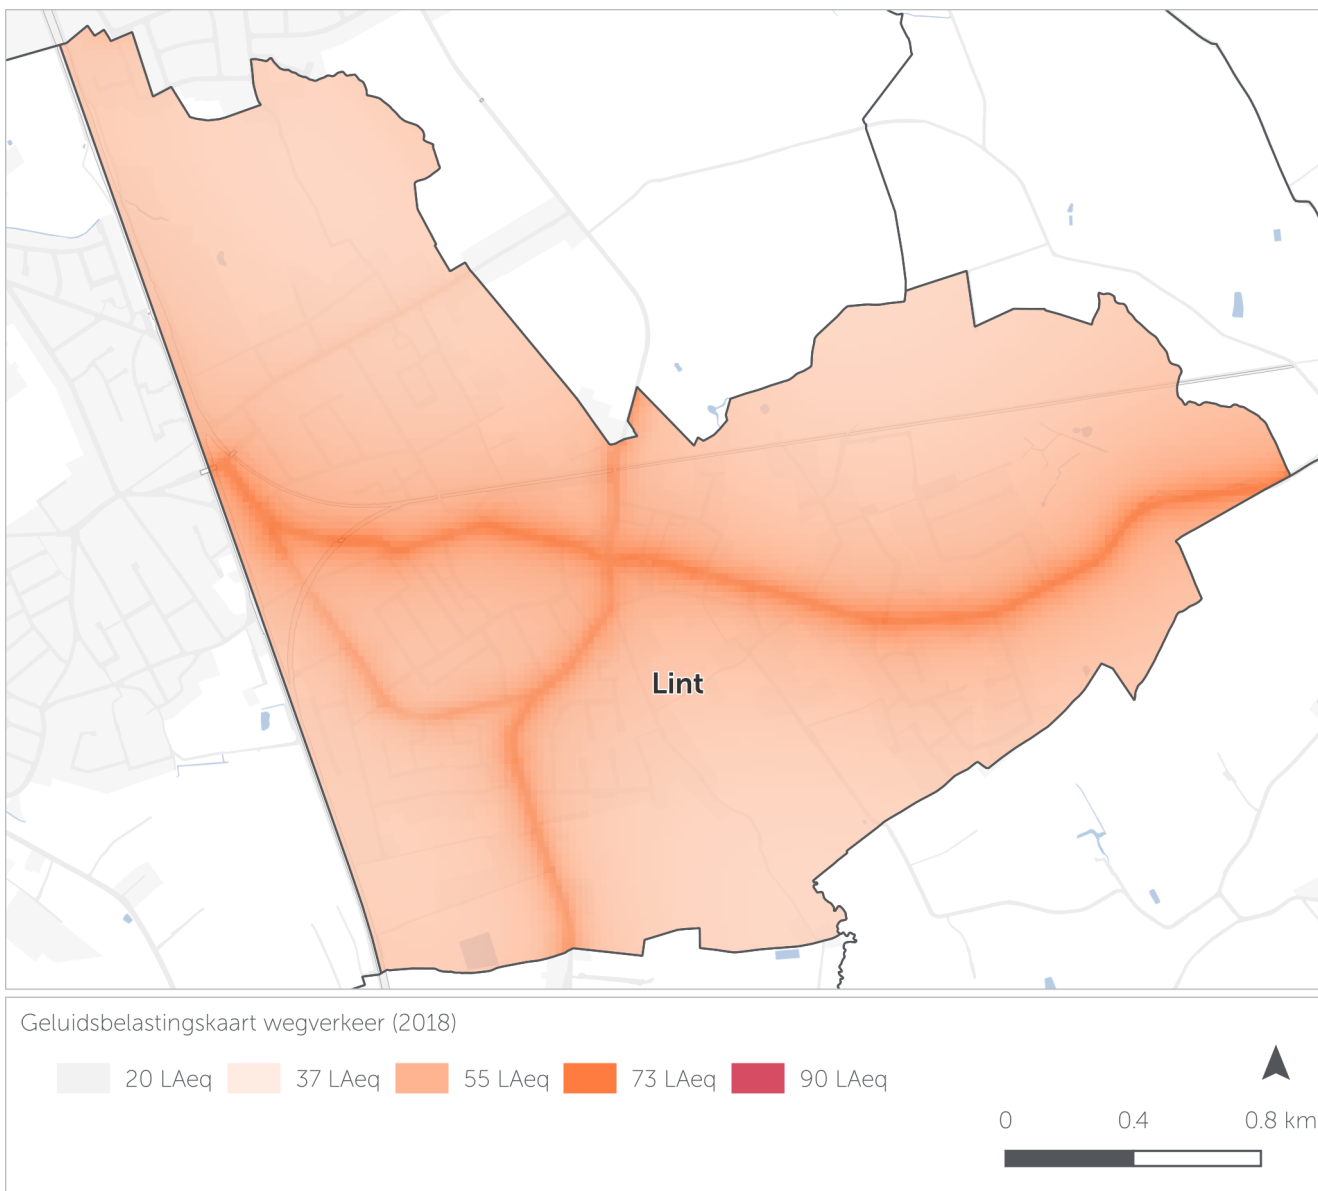 Lint
Geluidsbelastingskaart wegverkeer (2018)
20 LAeq 37 LAeq 55 LAeq 73 LAeq 90 LAeq
0 0.4 0.8 km